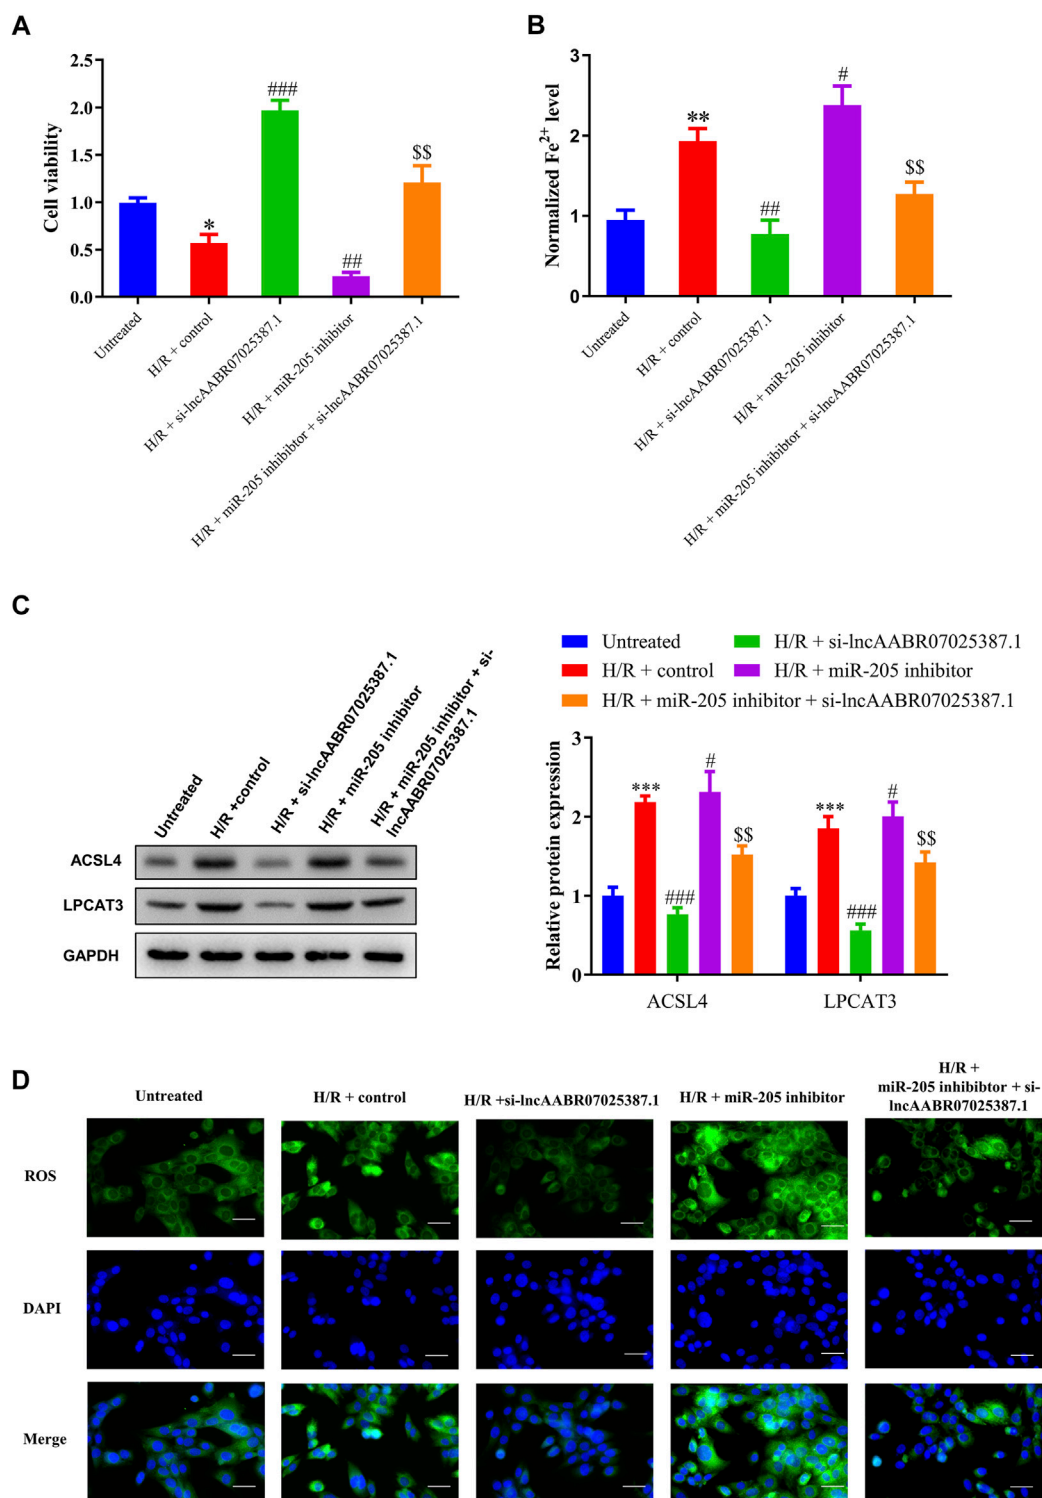 A
B
Cell viability
2.5
2.0
1.5
1.0
0.5
0.0
*
###
##
$$
Untreated
H/R + control
H/R + si-lncAABR07025387.1
H/R + miR-205 inhibitor
H/R + miR-205 inhibibtor + si-lncAABR07025387.1
Normalized Fe2+ level
3
2
1
0
**
##
#
$$
Untreated
H/R + control
H/R + si-lncAABR07025387.1
H/R + miR-205 inhibitor
H/R + miR-205 inhibibtor + si-lncAABR07025387.1
C
Untreated
H/R +control
H/R + si-lncAABR07025387.1
H/R + miR-205 inhibitor
H/R + miR-205 inhibitor + si-
lncAABR07025387.1
ACSL4
LPCAT3
GAPDH
Untreated
H/R + si-lncAABR07025387.1
H/R + control
H/R + miR-205 inhibitor
H/R + miR-205 inhibitor + si-lncAABR07025387.1
Relative protein expression
3
2
1
0
***
###
#
$$
***
###
#
$$
ACSL4
LPCAT3
D
Untreated
H/R + control
H/R +si-lncAABR07025387.1
H/R + miR-205 inhibitor
H/R +
miR-205 inhibibtor + si-
lncAABR07025387.1
ROS
DAPI
Merge